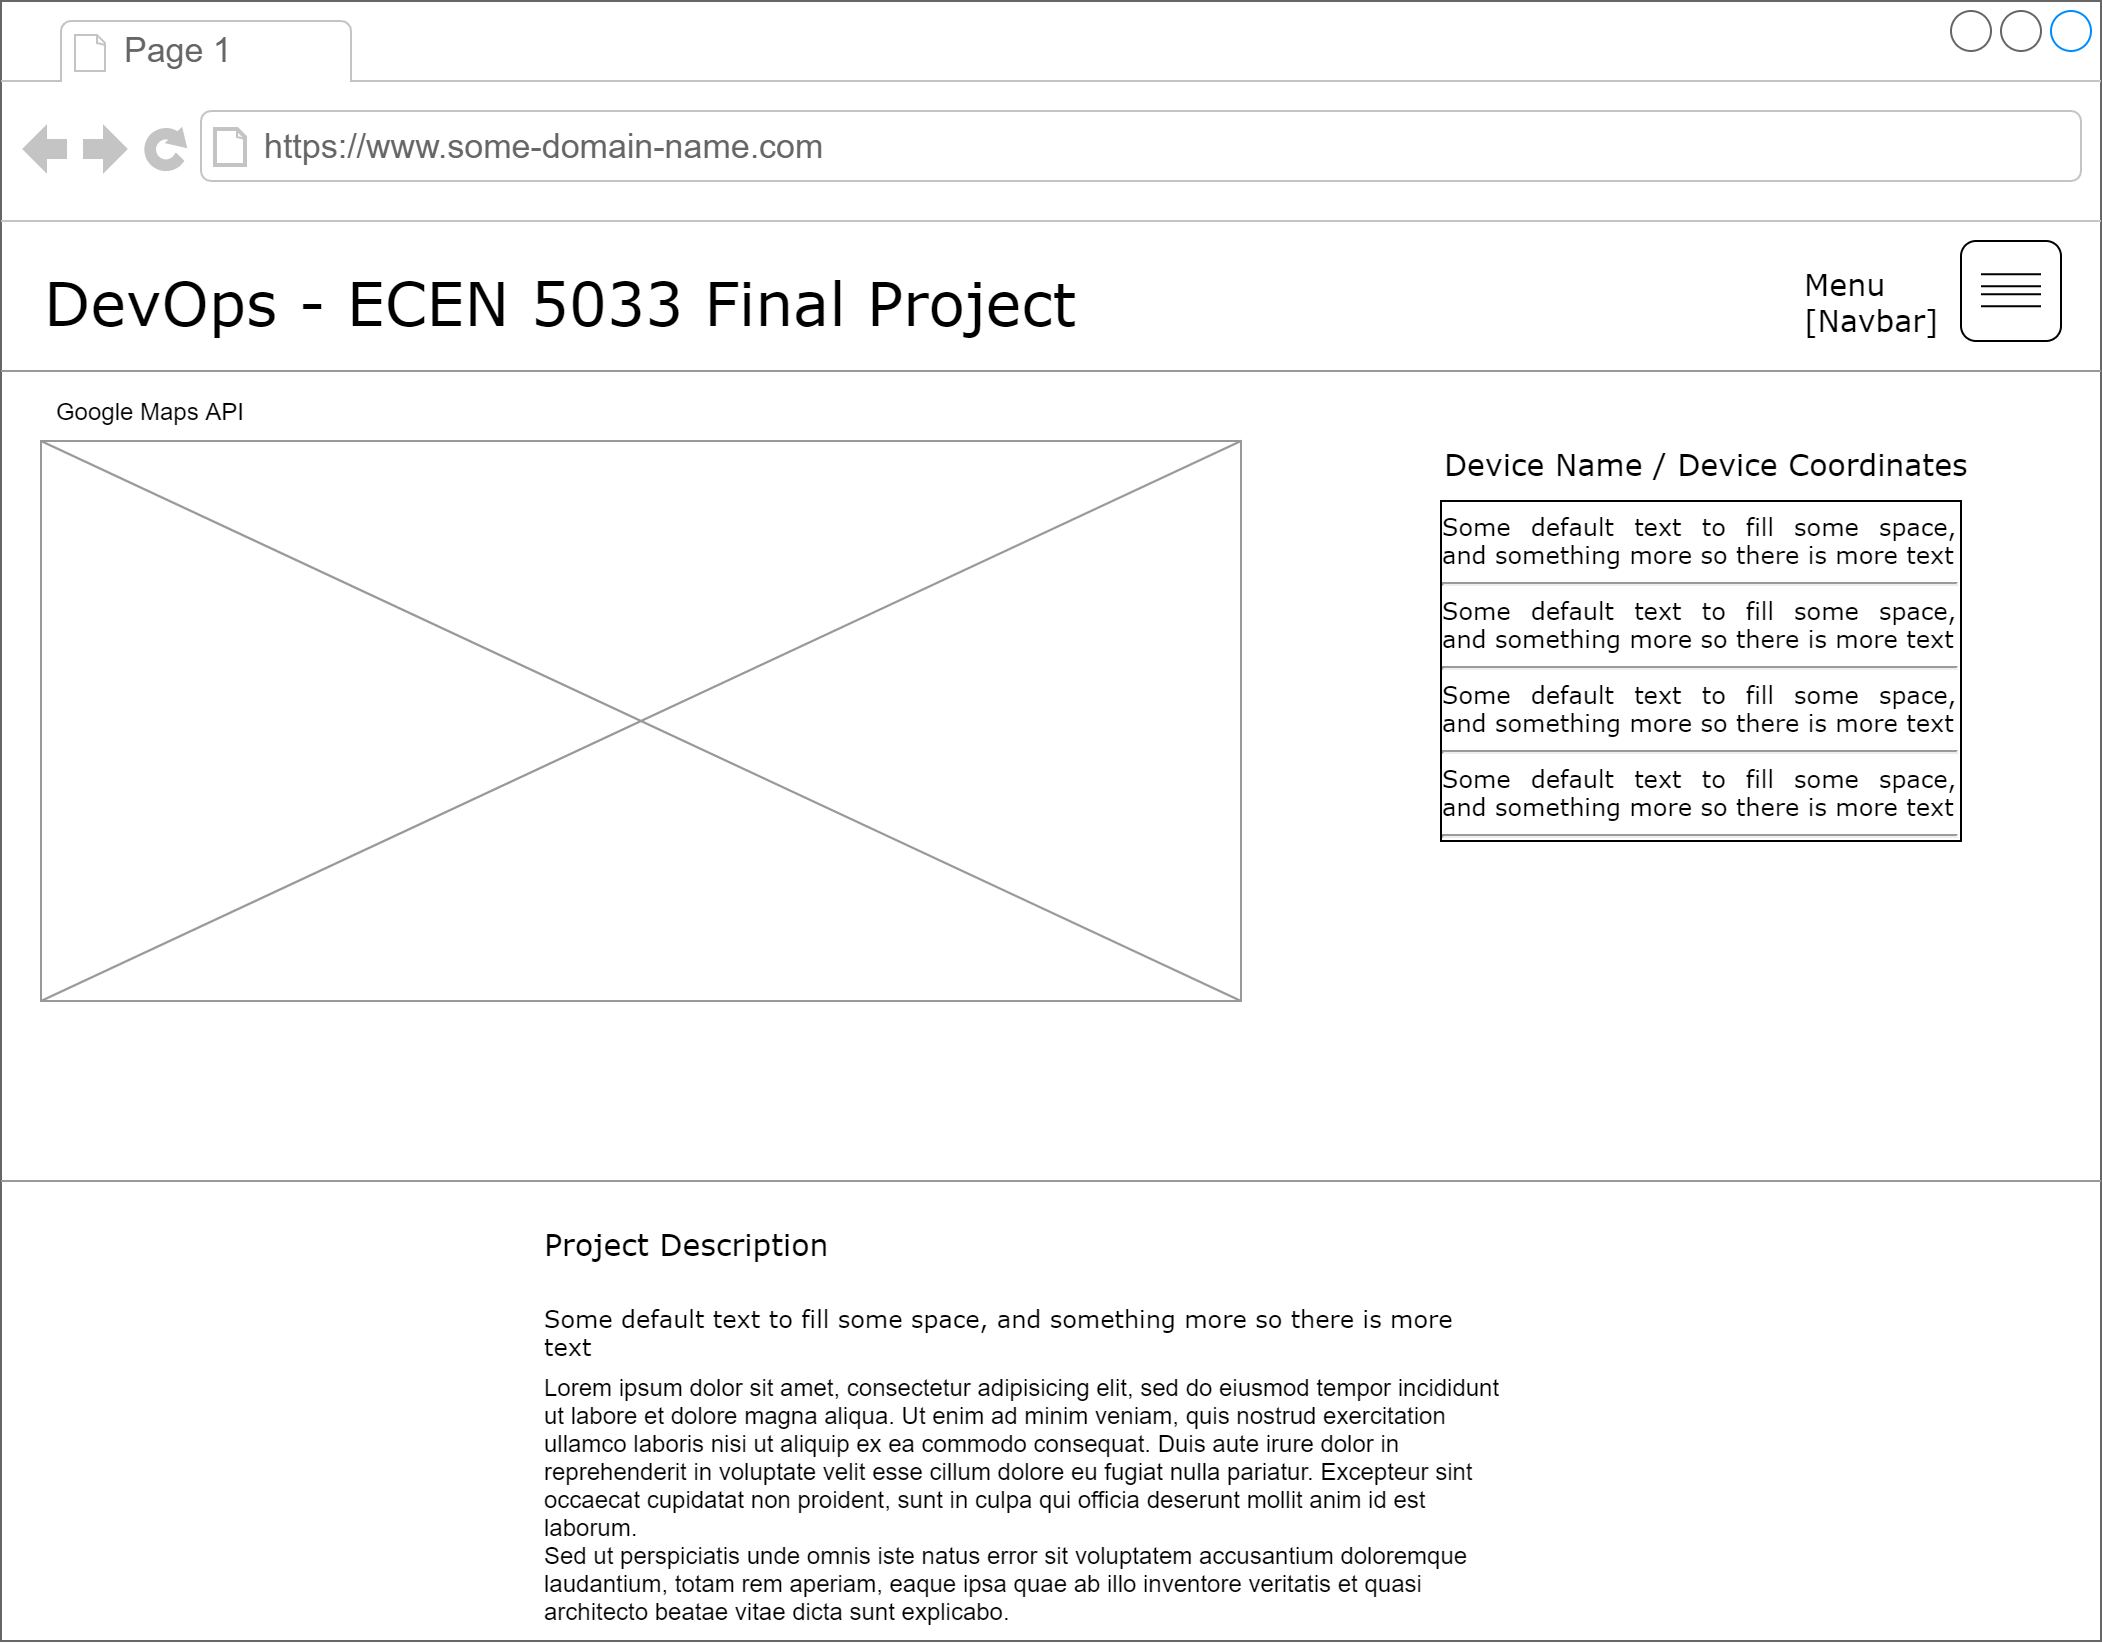 Page 1
https://www.some-domain-name.com
DevOps - ECEN 5033 Final Project
Menu
[Navbar]
Google Maps API
Device Name / Device Coordinates
Some default text to fill some space,
and something more so there is more text
Some default text to fill some space,
and something more so there is more text
Some default text to fill some space,
and something more so there is more text
Some default text to fill some space,
and something more so there is more text
Project Description
Some default text to fill some space, and something more so there is more
text
Lorem ipsum dolor sit amet, consectetur adipisicing elit, sed do eiusmod tempor incididunt
ut labore et dolore magna aliqua. Ut enim ad minim veniam, quis nostrud exercitation
ullamco laboris nisi ut aliquip ex ea commodo consequat. Duis aute irure dolor in
reprehenderit in voluptate velit esse cillum dolore eu fugiat nulla pariatur. Excepteur sint
occaecat cupidatat non proident, sunt in culpa qui officia deserunt mollit anim id est
laborum.
Sed ut perspiciatis unde omnis iste natus error sit voluptatem accusantium doloremque
laudantium, totam rem aperiam, eaque ipsa quae ab illo inventore veritatis et quasi
architecto beatae vitae dicta sunt explicabo.